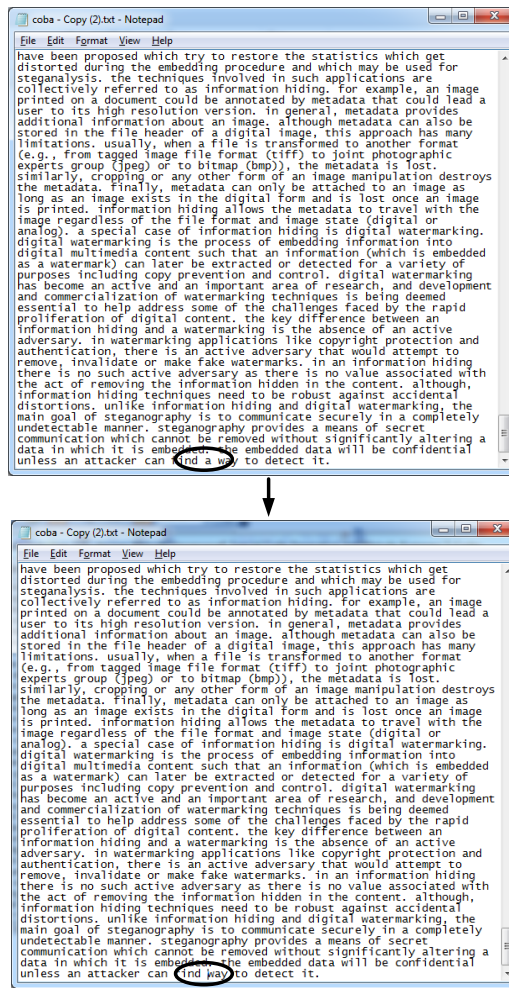 coba - Copy (2).txt - Notepad
File Edit Format View Help
have been proposed which try to restore the statistics which get
distorted during the embedding procedure and which may be used for
steganalysis. the techniques involved in such applications are
collectively referred to as information hiding. for example, an image
printed on a document could be annotated by metadata that could lead a
user to its high resolution version. in general, metadata provides
additional information about an image. although metadata can also be
stored in the file header of a digital image, this approach has many
limitations. usually, when a file is transformed to another format
(e.g., from tagged image file format (tiff) to joint photographic
experts group (jpeg) or to bitmap (bmp)), the metadata is lost.
similarly, cropping or any other form of an image manipulation destroys
the metadata. finally, metadata can only be attached to an image as
long as an image exists in the digital form and is lost once an image
is printed. information hiding allows the metadata to travel with the
image regardless of the file format and image state (digital or
analog). a special case of information hiding is digital watermarking.
digital watermarking is the process of embedding information into
digital multimedia content such that an information (which is embedded
as a watermark) can later be extracted or detected for a variety of
purposes including copy prevention and control. digital watermarking
has become an active and an important area of research, and development
and commercialization of watermarking techniques is being deemed
essential to help address some of the challenges faced by the rapid
proliferation of digital content. the key difference between an
information hiding and a watermarking is the absence of an active
adversary. in watermarking applications like copyright protection and
authentication, there is an active adversary that would attempt to
remove, invalidate or make fake watermarks. in an information hiding
there is no such active adversary as there is no value associated with
the act of removing the information hidden in the content. although,
information hiding techniques need to be robust against accidental
distortions. unlike information hiding and digital watermarking, the
main goal of steganography is to communicate securely in a completely
undetectable manner. steganography provides a means of secret
communication which cannot be removed without significantly altering a
data in which it is embedded. the embedded data will be confidential
unless an attacker can find a way to detect it.
coba - Copy (2).txt - Notepad
File Edit Format View Help
have been proposed which try to restore the statistics which get
distorted during the embedding procedure and which may be used for
steganalysis. the techniques involved in such applications are
collectively referred to as information hiding. for example, an image
printed on a document could be annotated by metadata that could lead a
user to its high resolution version. in general, metadata provides
additional information about an image. although metadata can also be
stored in the file header of a digital image, this approach has many
limitations. usually, when a file is transformed to another format
(e.g., from tagged image file format (tiff) to joint photographic
experts group (jpeg) or to bitmap (bmp)), the metadata is lost.
similarly, cropping or any other form of an image manipulation destroys
the metadata. finally, metadata can only be attached to an image as
long as an image exists in the digital form and is lost once an image
is printed. information hiding allows the metadata to travel with the
image regardless of the file format and image state (digital or
analog). a special case of information hiding is digital watermarking.
digital watermarking is the process of embedding information into
digital multimedia content such that an information (which is embedded
as a watermark) can later be extracted or detected for a variety of
purposes including copy prevention and control. digital watermarking
has become an active and an important area of research, and development
and commercialization of watermarking techniques is being deemed
essential to help address some of the challenges faced by the rapid
proliferation of digital content. the key difference between an
information hiding and a watermarking is the absence of an active
adversary. in watermarking applications like copyright protection and
authentication, there is an active adversary that would attempt to
remove, invalidate or make fake watermarks. in an information hiding
there is no such active adversary as there is no value associated with
the act of removing the information hidden in the content. although,
information hiding techniques need to be robust against accidental
distortions. unlike information hiding and digital watermarking, the
main goal of steganography is to communicate securely in a completely
undetectable manner. steganography provides a means of secret
communication which cannot be removed without significantly altering a
data in which it is embedded. the embedded data will be confidential
unless an attacker can find way to detect it.